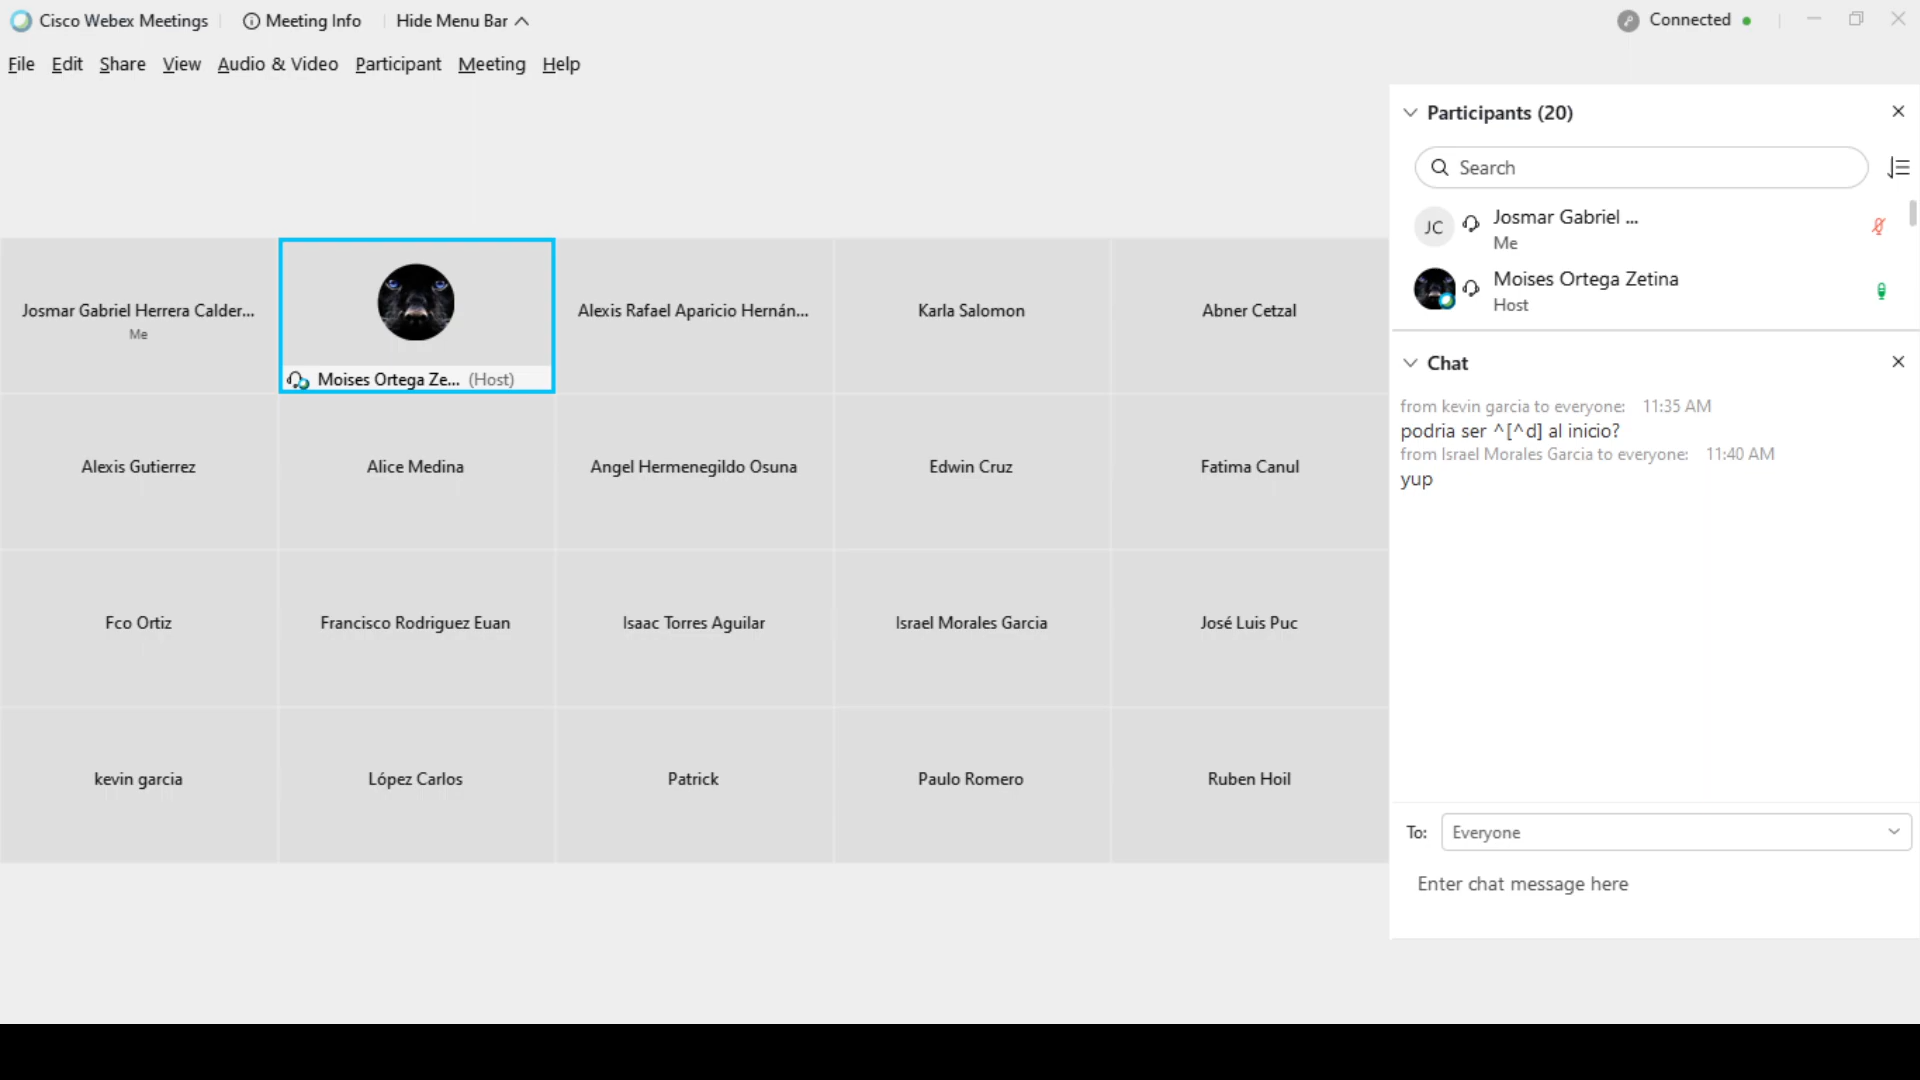 Cisco Webex Meetings
Meeting Info
Hide Menu Bar
Connected
File Edit Share View Audio & Video Participant Meeting Help
Participants (20)
Search
JC
Josmar Gabriel ...
Me
Moises Ortega Zetina
Host
Josmar Gabriel Herrera Calder...
Me
Moises Ortega Ze... (Host)
Alexis Rafael Aparicio Hernán...
Karla Salomon
Abner Cetzal
Alexis Gutierrez
Alice Medina
Angel Hermenegildo Osuna
Edwin Cruz
Fatima Canul
Fco Ortiz
Francisco Rodriguez Euan
Isaac Torres Aguilar
Israel Morales Garcia
José Luis Puc
kevin garcia
López Carlos
Patrick
Paulo Romero
Ruben Hoil
Chat
from kevin garcia to everyone: 11:35 AM
podria ser ^[^d] al inicio?
from Israel Morales Garcia to everyone: 11:40 AM
yup
To: Everyone
Enter chat message here